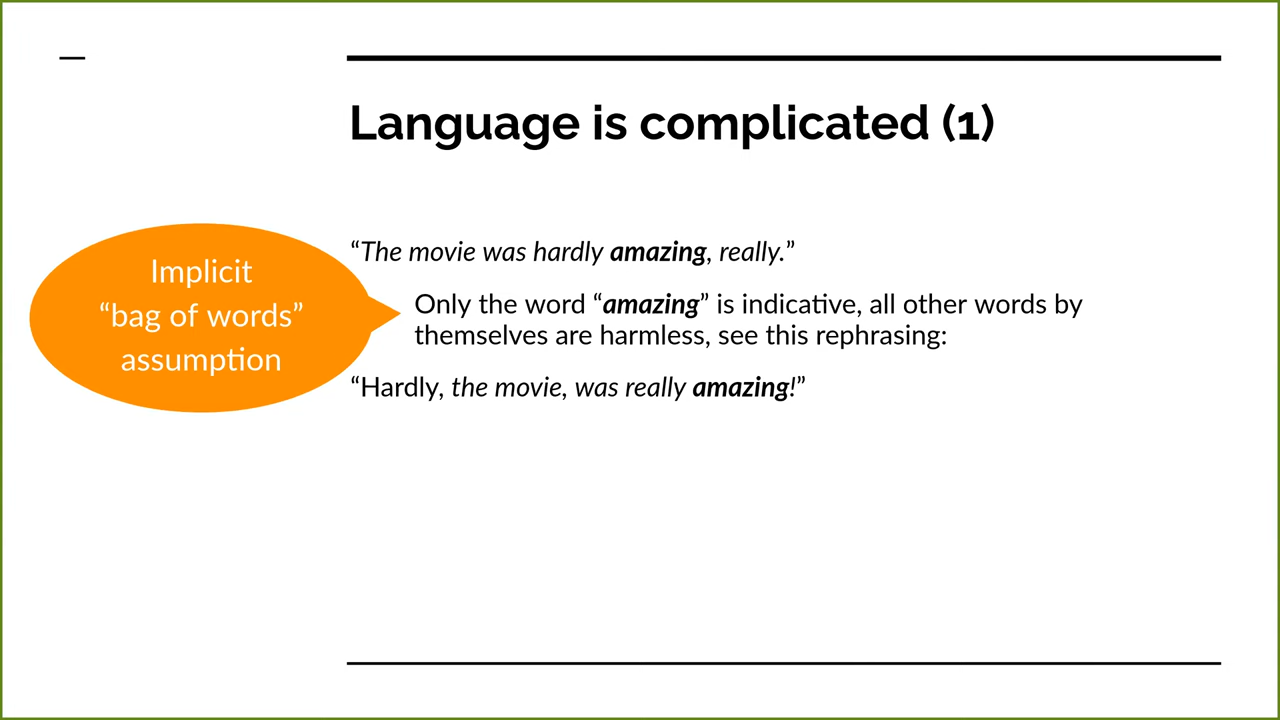 Language is complicated (1)
Implicit
“bag of words”
assumption
“The movie was hardly amazing, really.”
Only the word “amazing” is indicative, all other words by
themselves are harmless, see this rephrasing:
“Hardly, the movie, was really amazing!”